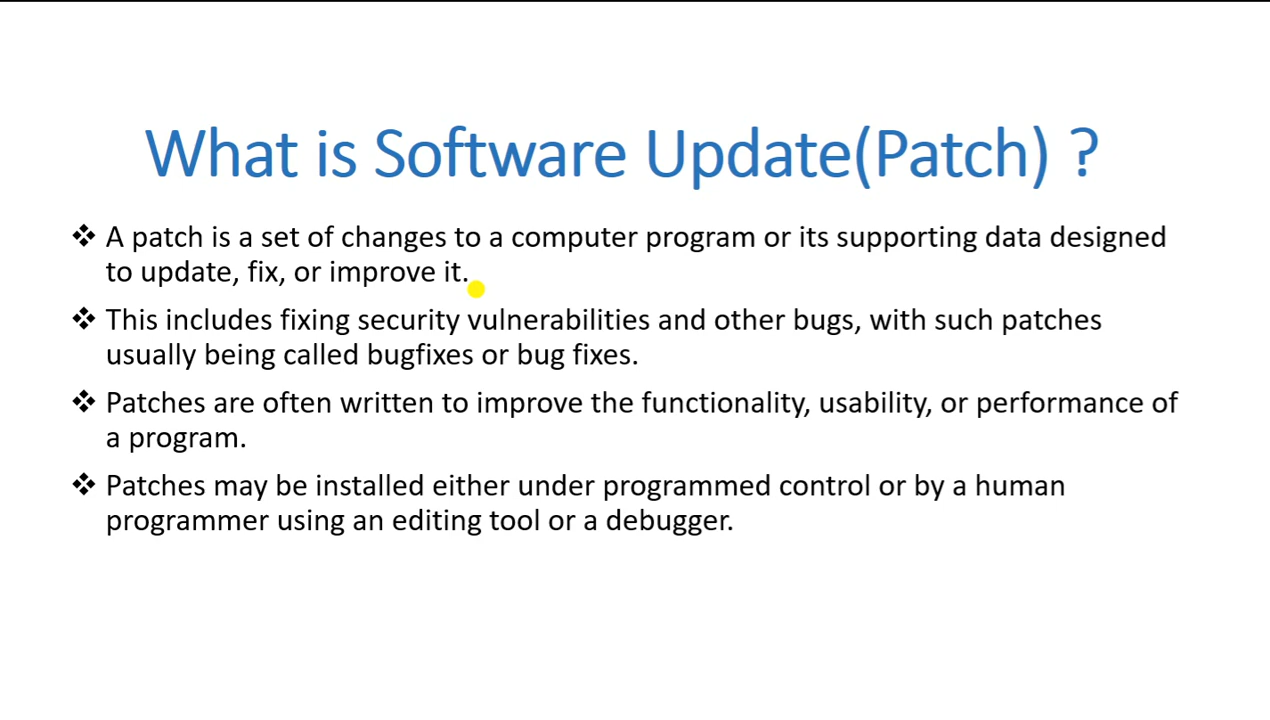 What is Software Update(Patch) ?
❖ A patch is a set of changes to a computer program or its supporting data designed
to update, fix, or improve it.
❖ This includes fixing security vulnerabilities and other bugs, with such patches
usually being called bugfixes or bug fixes.
❖ Patches are often written to improve the functionality, usability, or performance of
a program.
❖ Patches may be installed either under programmed control or by a human
programmer using an editing tool or a debugger.